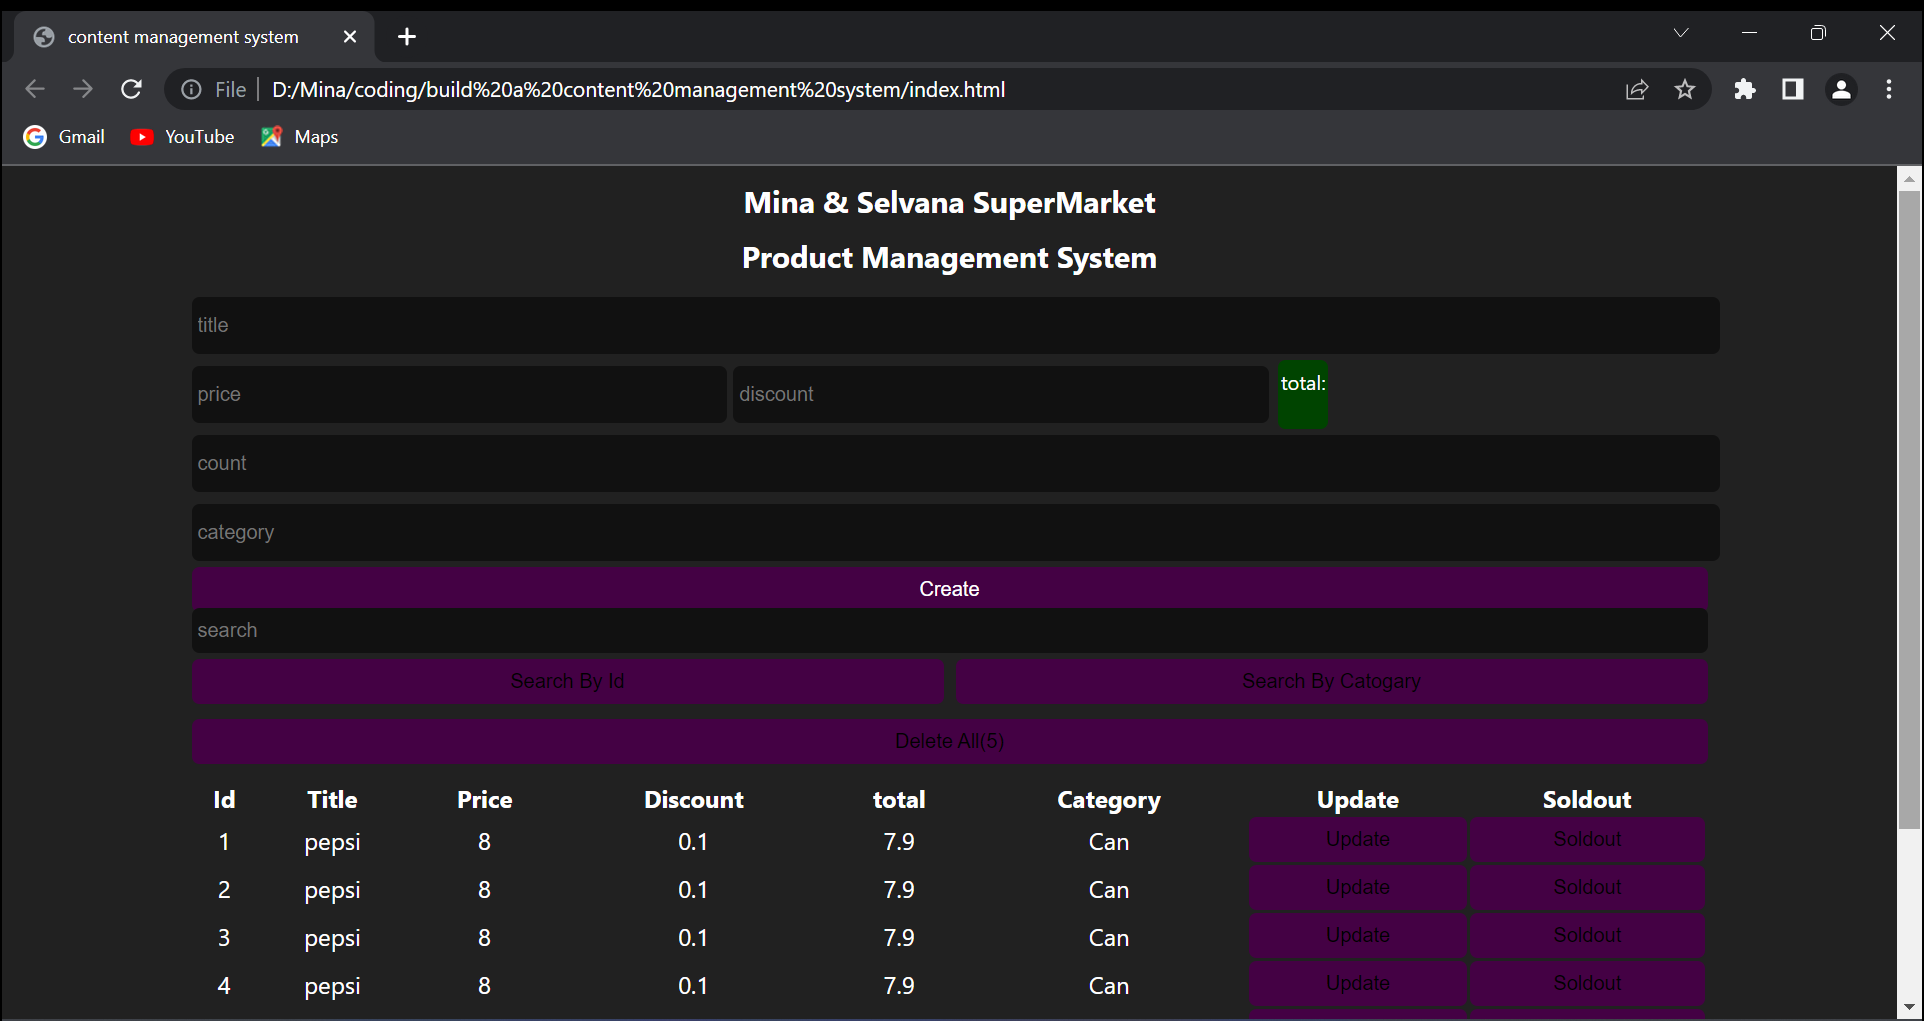 content management system
File D:/Mina/coding/build%20a%20content%20management%20system/index.html
Gmail YouTube Maps
Mina & Selvana SuperMarket
Product Management System
title
price discount total:
count
category
Create
search
Search By Id Search By Catogary
Delete All(5)
Id Title Price Discount total Category Update Soldout
1 pepsi 8 0.1 7.9 Can Update Soldout
2 pepsi 8 0.1 7.9 Can Update Soldout
3 pepsi 8 0.1 7.9 Can Update Soldout
4 pepsi 8 0.1 7.9 Can Update Soldout